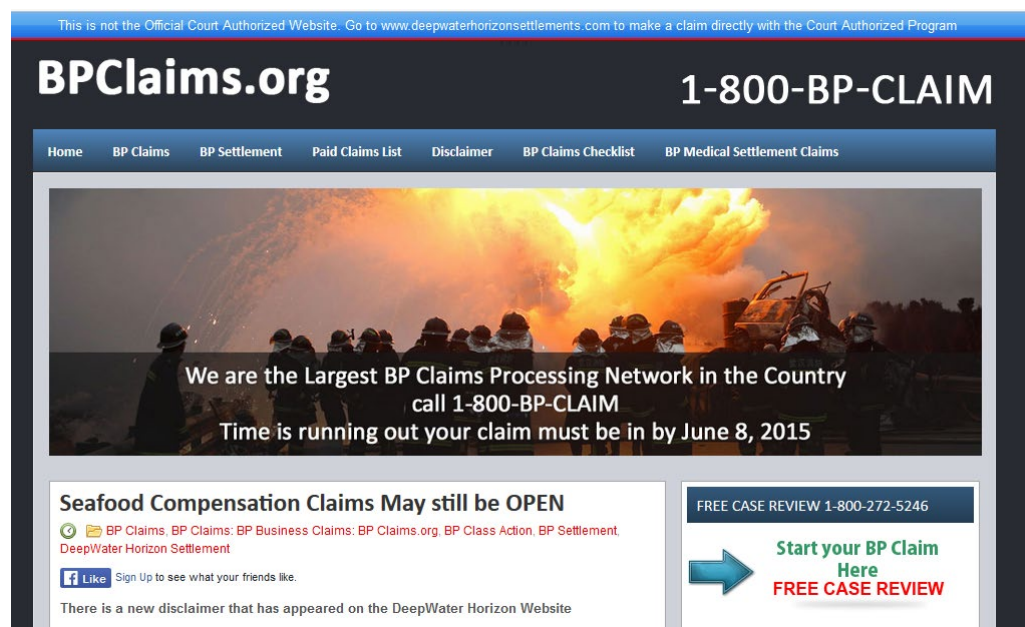 This is not the Official Court Authorized Website. Go to www.deepwaterhorizonsettlements.com to make a claim directly with the Court Authorized Program
BPClaims.org
1-800-BP-CLAIM
Home BP Claims BP Settlement Paid Claims List Disclaimer BP Claims Checklist BP Medical Settlement Claims
We are the Largest BP Claims Processing Network in the Country
call 1-800-BP-CLAIM
Time is running out your claim must be in by June 8, 2015
Seafood Compensation Claims May still be OPEN
BP Claims, BP Claims: BP Business Claims: BP Claims.org, BP Class Action, BP Settlement,
DeepWater Horizon Settlement
Like Sign Up to see what your friends like.
There is a new disclaimer that has appeared on the DeepWater Horizon Website
FREE CASE REVIEW 1-800-272-5246
Start your BP Claim
Here
FREE CASE REVIEW